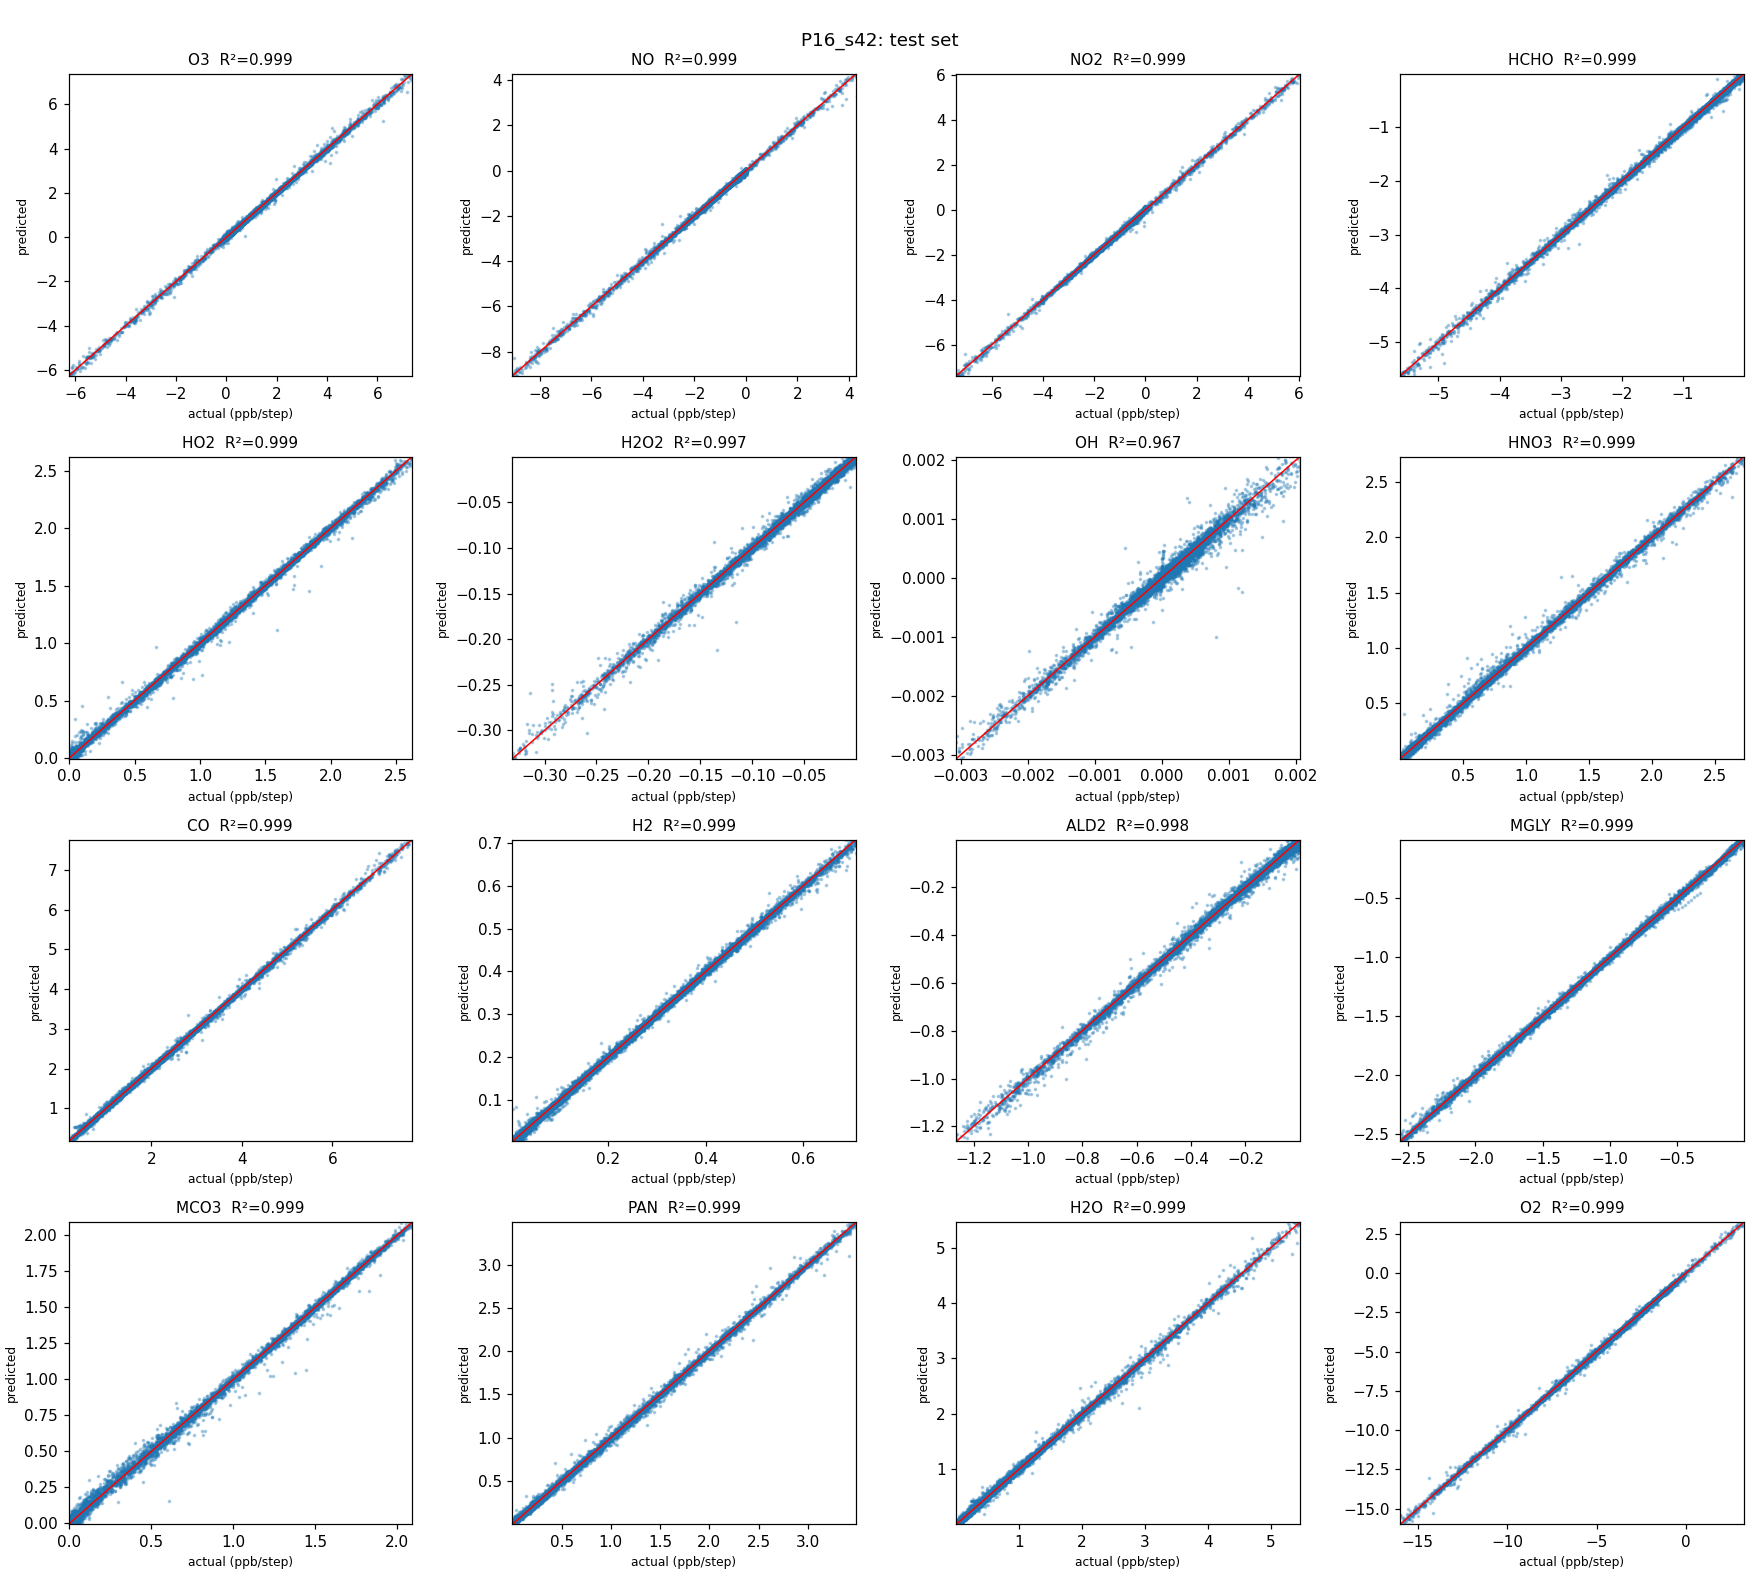 P16_s42: test set
O3 R²=0.999
NO R²=0.999
NO2 R²=0.999
HCHO R²=0.999
predicted
6
4
2
0
−2
−4
−6
−6 −4 −2 0 2 4 6
actual (ppb/step)
predicted
4
2
0
−2
−4
−6
−8
−8 −6 −4 −2 0 2 4
actual (ppb/step)
predicted
6
4
2
0
−2
−4
−6
−6 −4 −2 0 2 4 6
actual (ppb/step)
predicted
−1
−2
−3
−4
−5
−5 −4 −3 −2 −1
actual (ppb/step)
HO2 R²=0.999
H2O2 R²=0.997
OH R²=0.967
HNO3 R²=0.999
predicted
2.5
2.0
1.5
1.0
0.5
0.0
0.0 0.5 1.0 1.5 2.0 2.5
actual (ppb/step)
predicted
−0.05
−0.10
−0.15
−0.20
−0.25
−0.30
−0.30 −0.25 −0.20 −0.15 −0.10 −0.05
actual (ppb/step)
predicted
0.002
0.001
0.000
−0.001
−0.002
−0.003
−0.003 −0.002 −0.001 0.000 0.001 0.002
actual (ppb/step)
predicted
2.5
2.0
1.5
1.0
0.5
0.5 1.0 1.5 2.0 2.5
actual (ppb/step)
CO R²=0.999
H2 R²=0.999
ALD2 R²=0.998
MGLY R²=0.999
predicted
7
6
5
4
3
2
1
2 4 6
actual (ppb/step)
predicted
0.7
0.6
0.5
0.4
0.3
0.2
0.1
0.2 0.4 0.6
actual (ppb/step)
predicted
−0.2
−0.4
−0.6
−0.8
−1.0
−1.2
−1.2 −1.0 −0.8 −0.6 −0.4 −0.2
actual (ppb/step)
predicted
−0.5
−1.0
−1.5
−2.0
−2.5
−2.5 −2.0 −1.5 −1.0 −0.5
actual (ppb/step)
MCO3 R²=0.999
PAN R²=0.999
H2O R²=0.999
O2 R²=0.999
predicted
2.00
1.75
1.50
1.25
1.00
0.75
0.50
0.25
0.00
0.0 0.5 1.0 1.5 2.0
actual (ppb/step)
predicted
3.0
2.5
2.0
1.5
1.0
0.5
0.5 1.0 1.5 2.0 2.5 3.0
actual (ppb/step)
predicted
5
4
3
2
1
1 2 3 4 5
actual (ppb/step)
predicted
2.5
0.0
−2.5
−5.0
−7.5
−10.0
−12.5
−15.0
−15 −10 −5 0
actual (ppb/step)